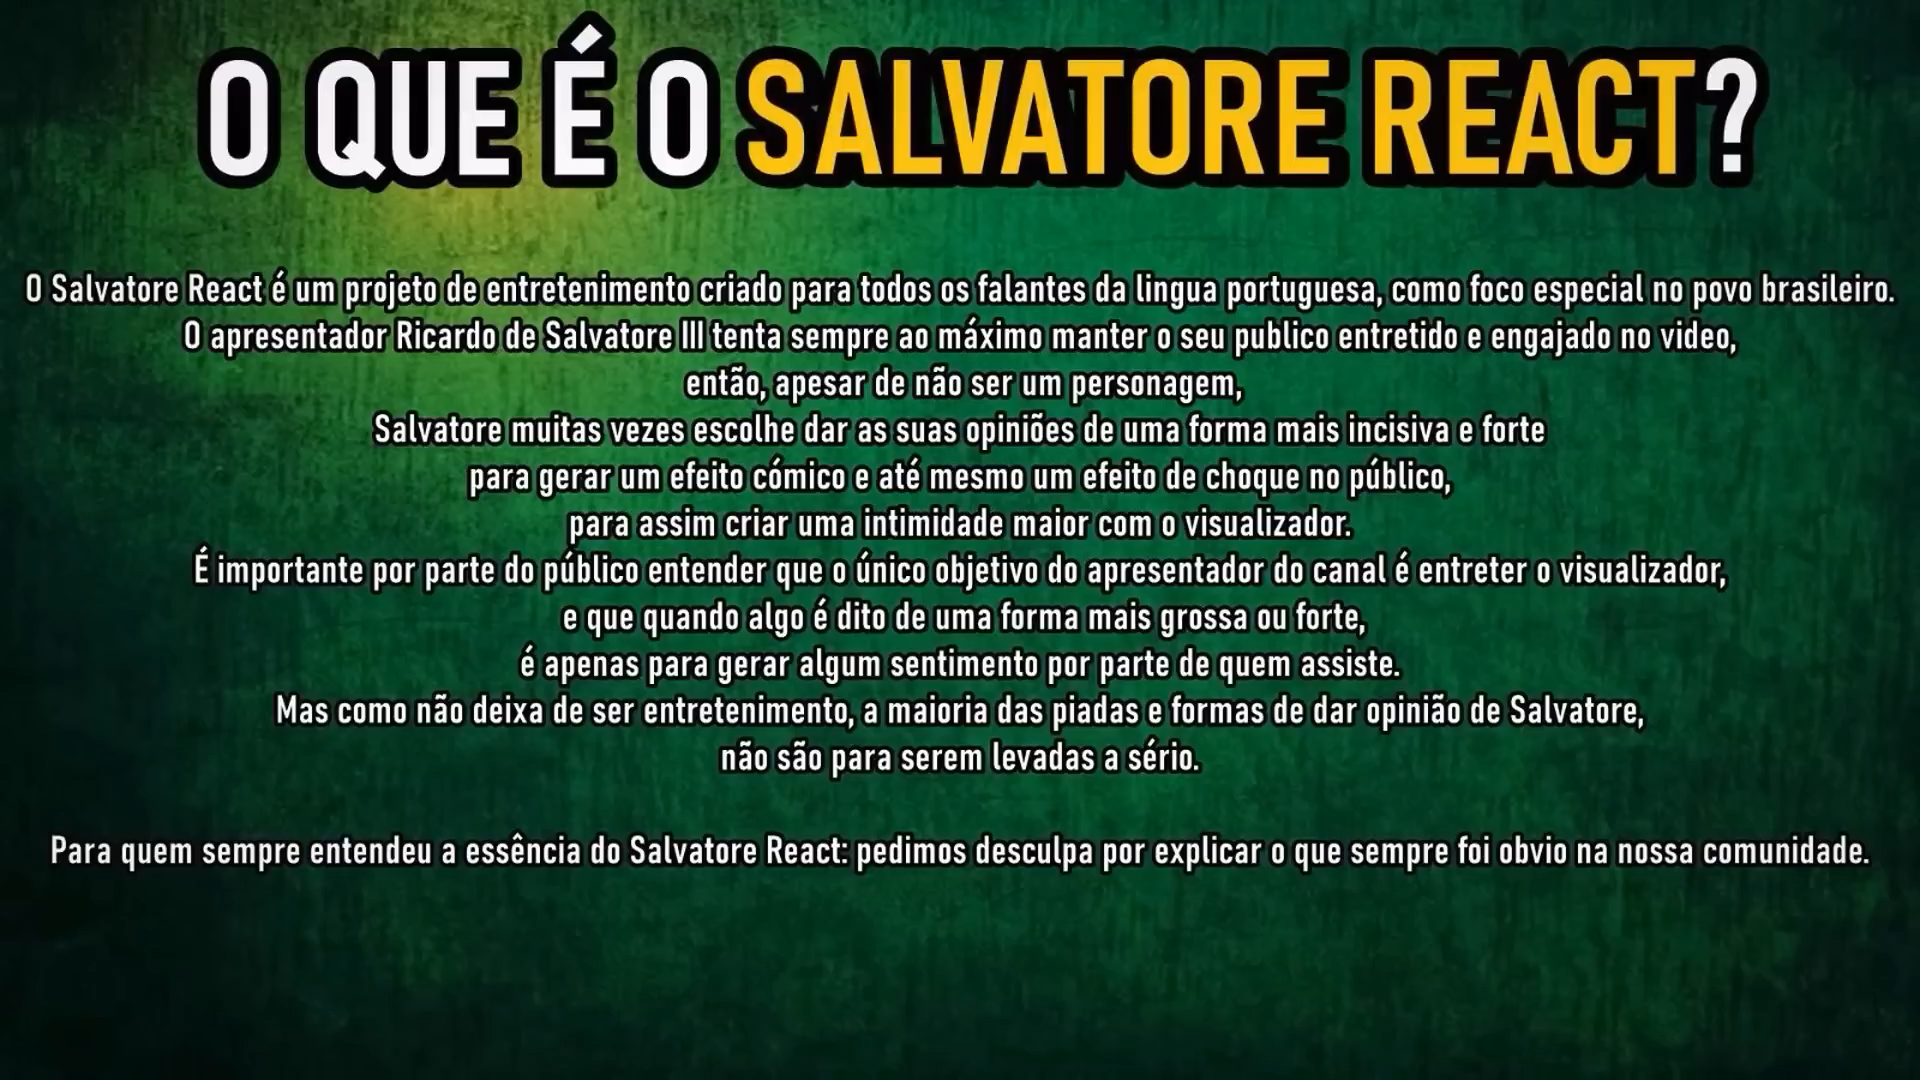 O QUE É O SALVATORE REACT?
O Salvatore React é um projeto de entretenimento criado para todos os falantes da lingua portuguesa, como foco especial no povo brasileiro.
O apresentador Ricardo de Salvatore III tenta sempre ao máximo manter o seu publico entretido e engajado no video,
então, apesar de não ser um personagem,
Salvatore muitas vezes escolhe dar as suas opiniões de uma forma mais incisiva e forte
para gerar um efeito cómico e até mesmo um efeito de choque no público,
para assim criar uma intimidade maior com o visualizador.
É importante por parte do público entender que o único objetivo do apresentador do canal é entreter o visualizador,
e que quando algo é dito de uma forma mais grossa ou forte,
é apenas para gerar algum sentimento por parte de quem assiste.
Mas como não deixa de ser entretenimento, a maioria das piadas e formas de dar opinião de Salvatore,
não são para serem levadas a sério.
Para quem sempre entendeu a essência do Salvatore React: pedimos desculpa por explicar o que sempre foi obvio na nossa comunidade.